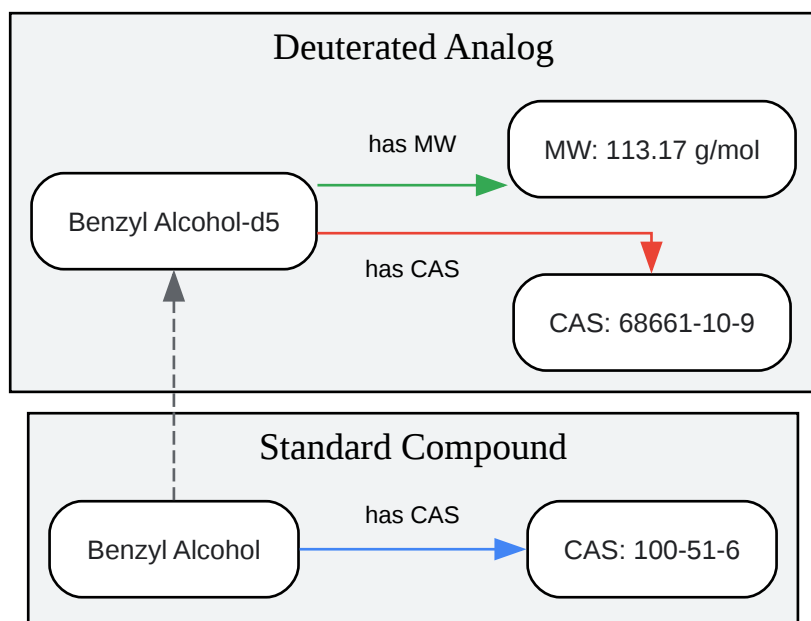 Deuterated Analog
has MW
MW: 113.17 g/mol
Benzyl Alcohol-d5
has CAS
CAS: 68661-10-9
Standard Compound
has CAS
Benzyl Alcohol
CAS: 100-51-6